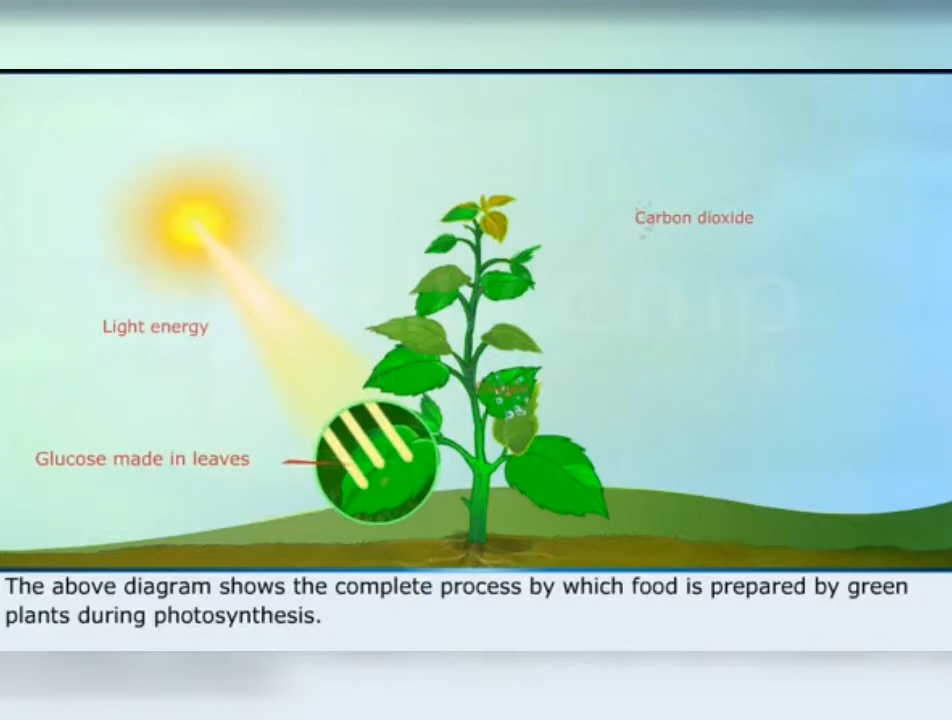 Carbon dioxide
Light energy
Glucose made in leaves
The above diagram shows the complete process by which food is prepared by green
plants during photosynthesis.